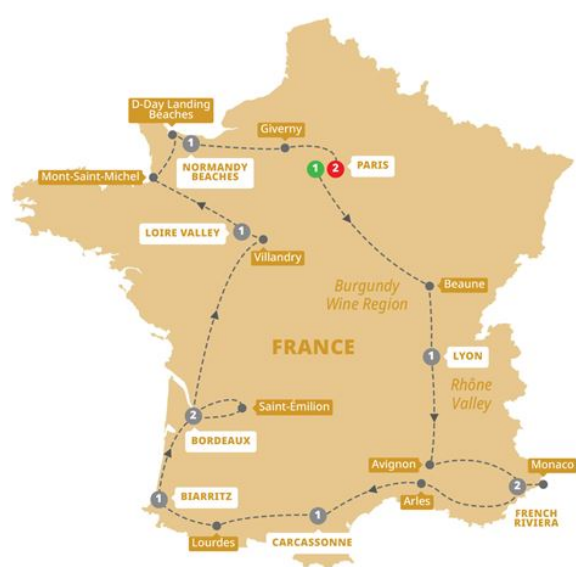 D-Day Landing
Beaches
1
NORMANDY
BEACHES
Giverny
1
2
PARIS
Mont-Saint-Michel
LOIRE VALLEY
1
Villandry
Burgundy
Wine Region
Beaune
FRANCE
1
LYON
Rhône
Valley
Saint-Émilion
2
BORDEAUX
Avignon
Monaco
2
BIARRITZ
1
Arles
FRENCH
RIVIERA
1
Lourdes
CARCASSONNE